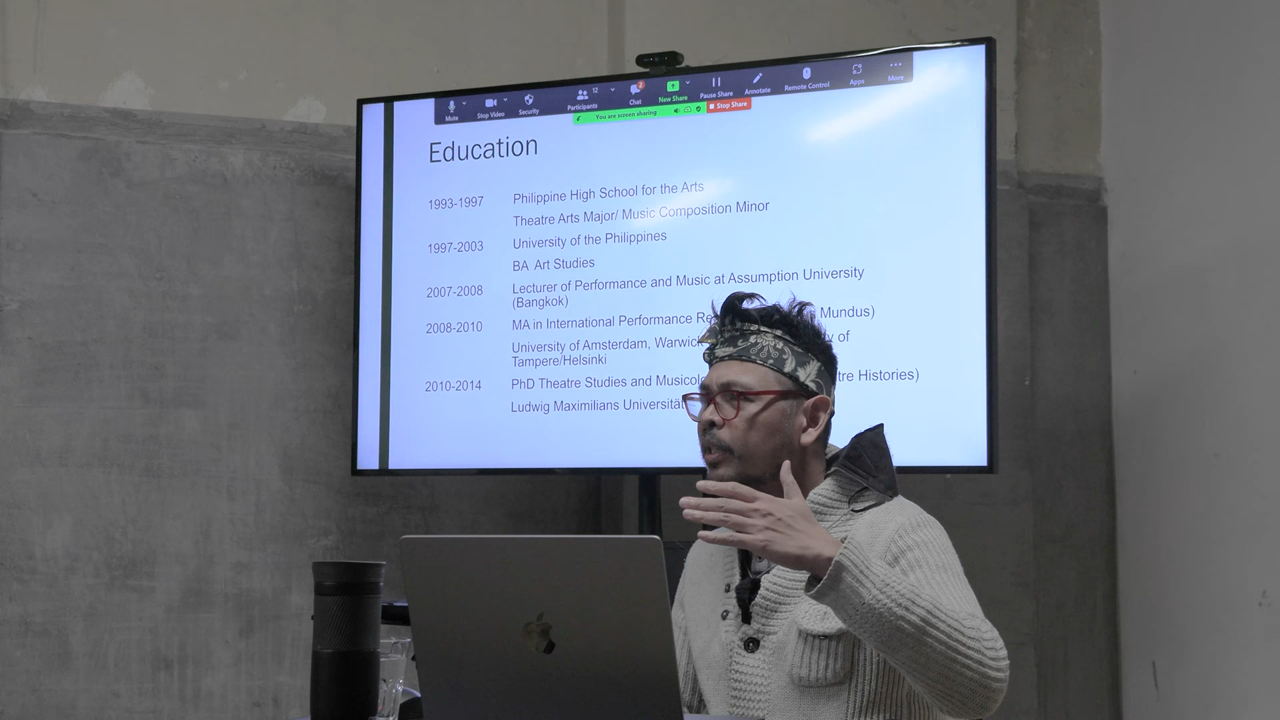 Mute
Stop Video
Security
12
Participants
2
Chat
New Share
Pause Share
Annotate
Remote Control
Apps
More
You are screen sharing
Stop Share
Education
1993-1997 Philippine High School for the Arts
Theatre Arts Major/ Music Composition Minor
1997-2003 University of the Philippines
BA Art Studies
2007-2008 Lecturer of Performance and Music at Assumption University
(Bangkok)
2008-2010 MA in International Performance Mundus)
University of Amsterdam, Warwick of
Tampere/Helsinki
2010-2014 PhD Theatre Studies and Histories)
Ludwig Maximilians Universität